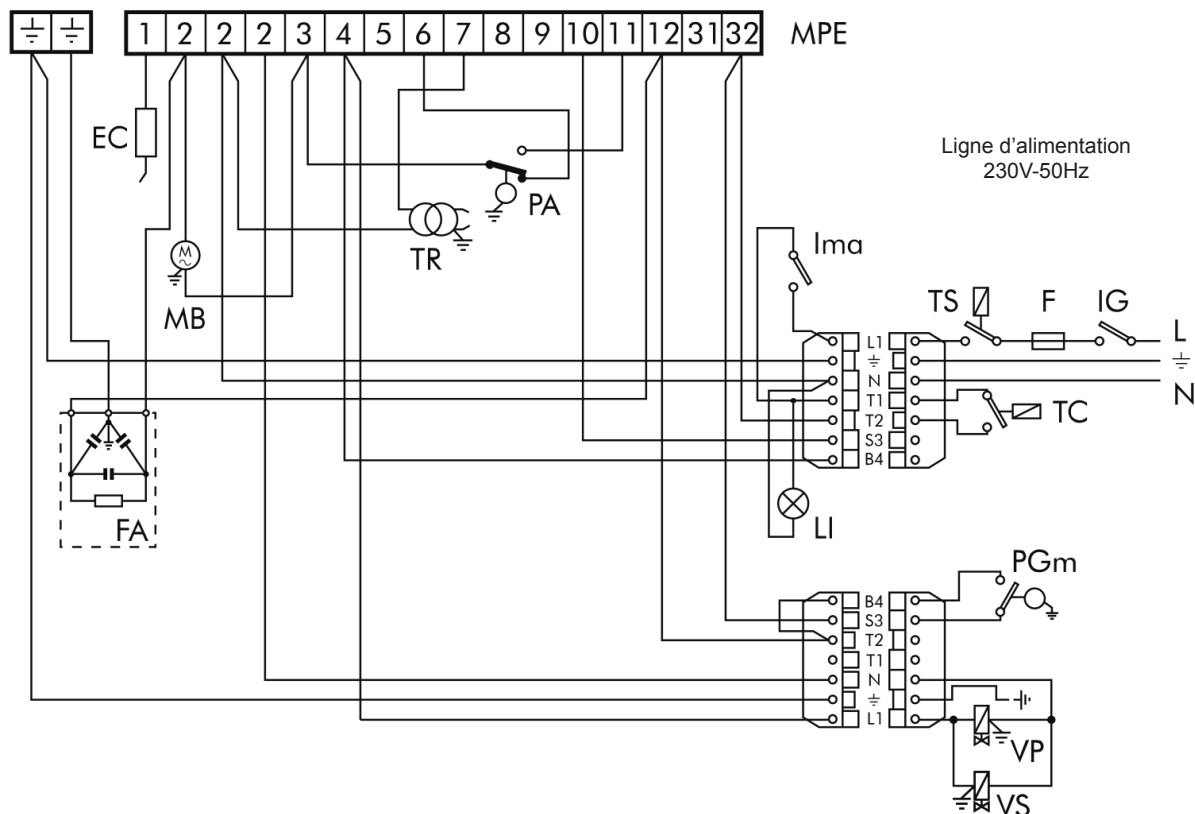 1 2 2 2 3 4 5 6 7 8 9 10 11 12 31 32 MPE
EC
Ligne d'alimentation
230V-50Hz
PA
TR
Ima
MB
TS F IG L
L1
N
N
T1
TC
T2
S3
B4
FA
LI
PGm
B4
S3
T2
T1
N
L1
VP
VS